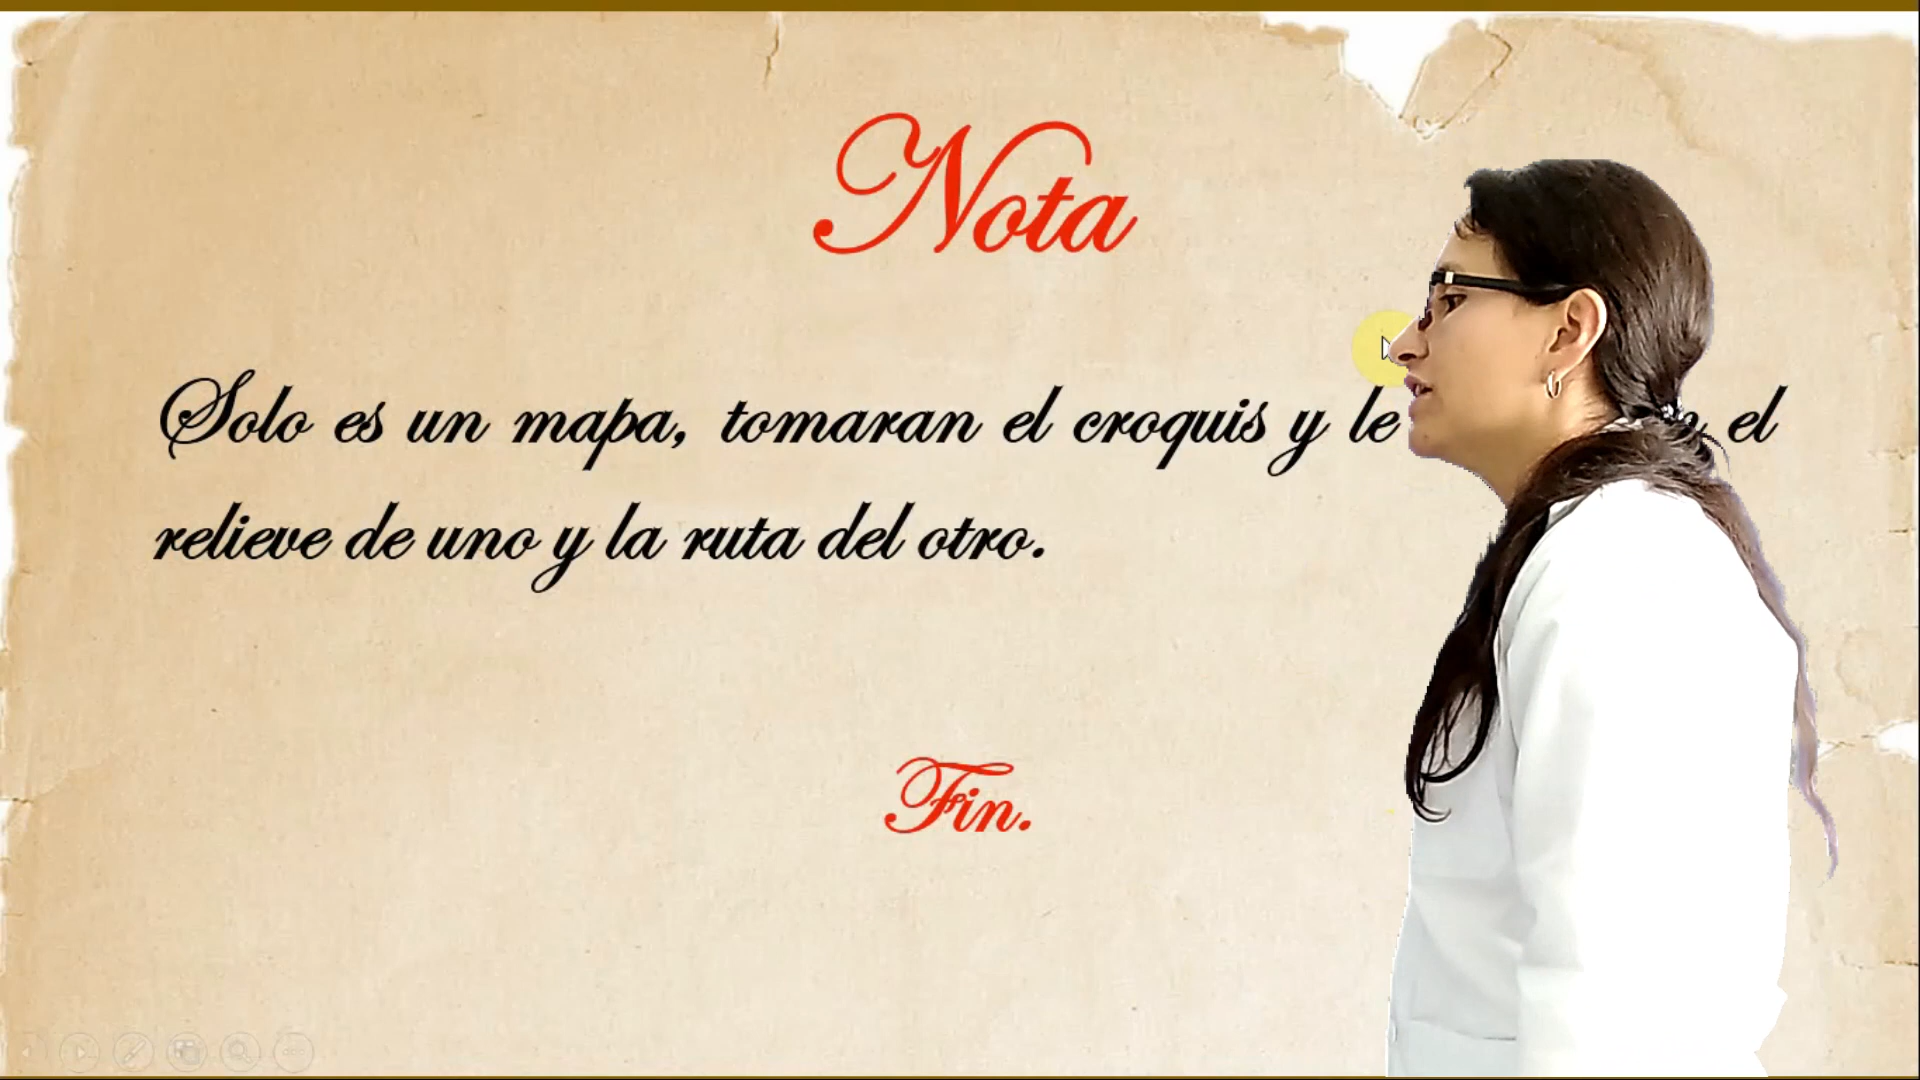 Nota
Solo es un mapa, tomaran el croquis y le el
relieve de uno y la ruta del otro.
Fin.